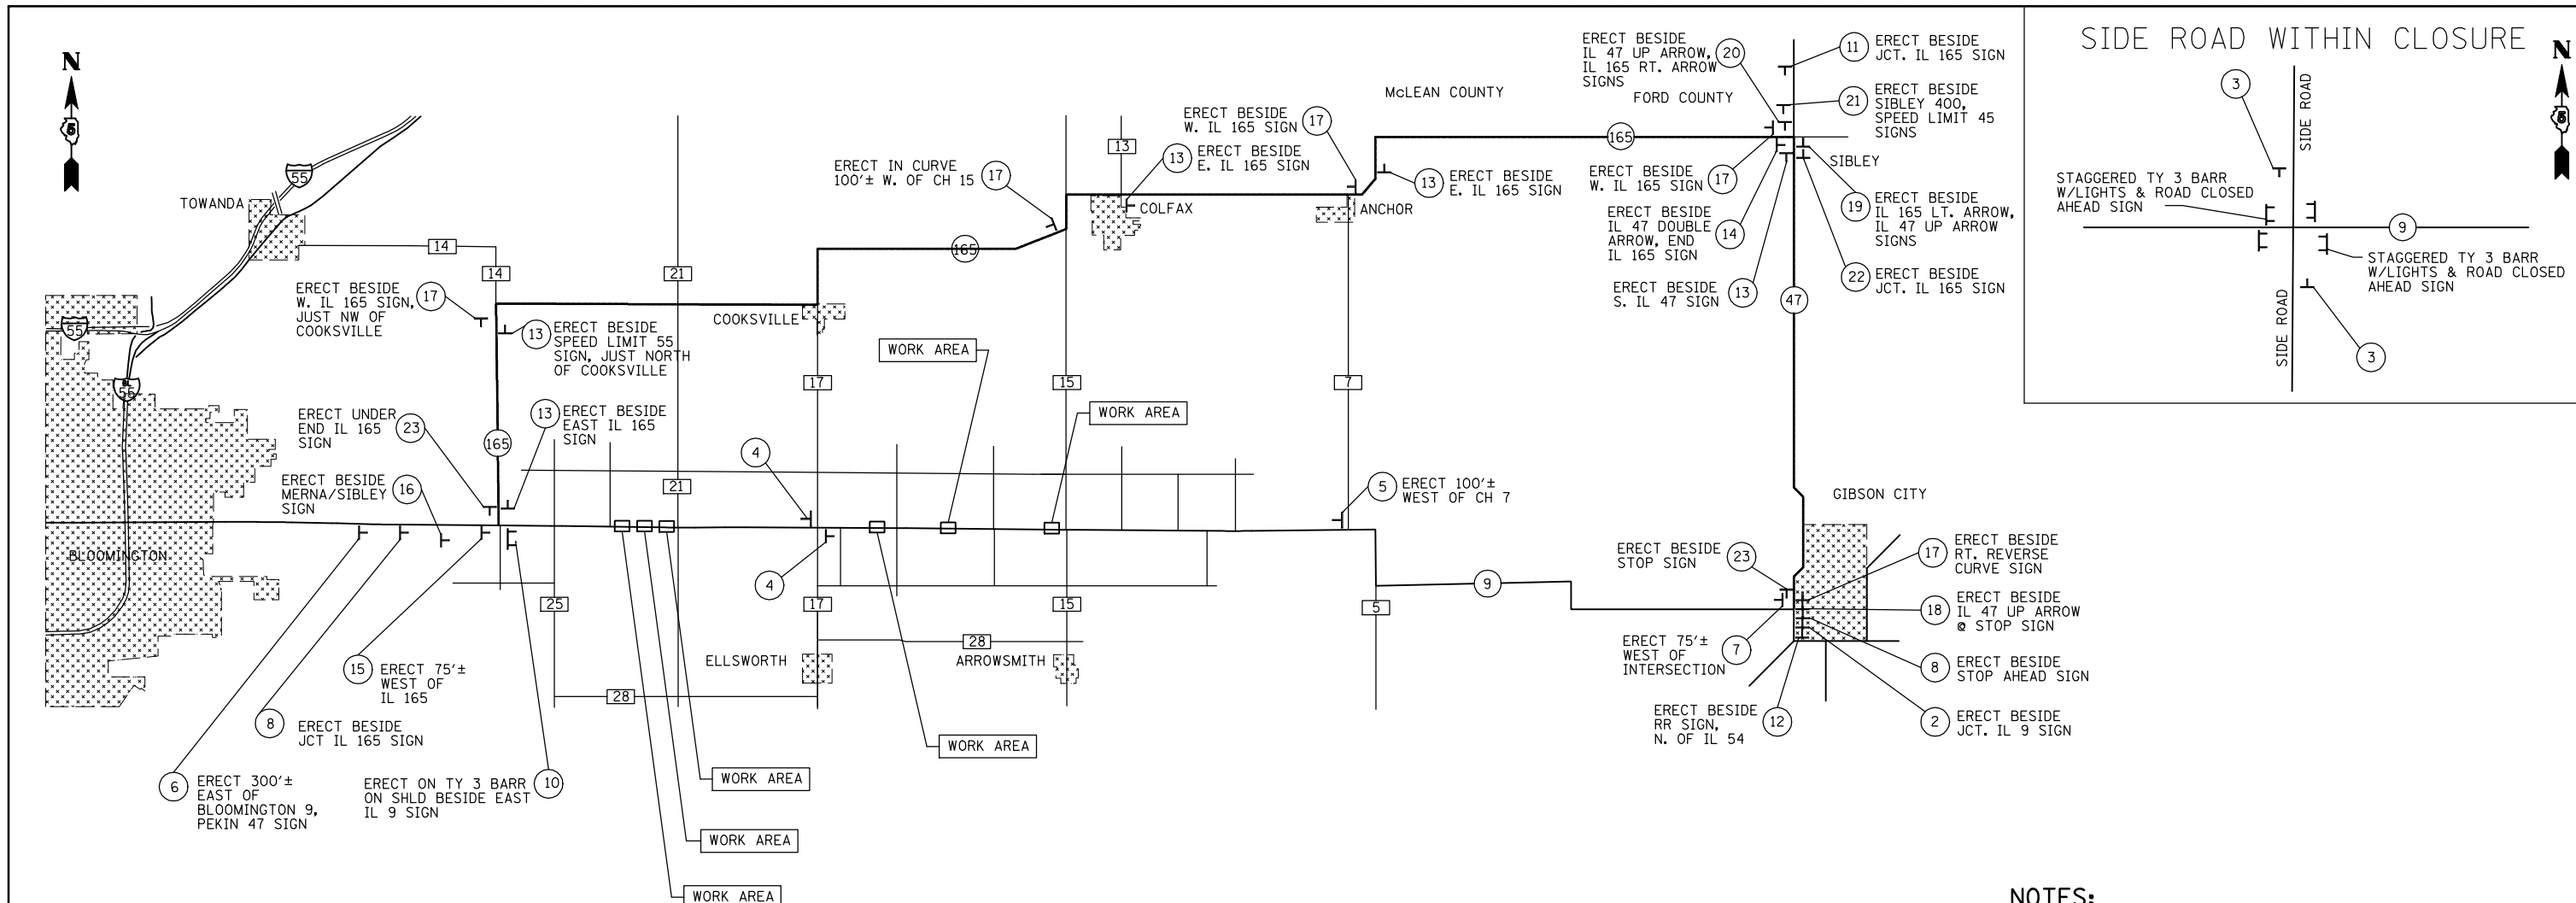 SIDE ROAD WITHIN CLOSURE
N
5
N
5
3
SIDE ROAD
STAGGERED TY 3 BARR
W/LIGHTS & ROAD CLOSED
AHEAD SIGN
9
STAGGERED TY 3 BARR
W/LIGHTS & ROAD CLOSED
AHEAD SIGN
SIDE ROAD
3
ERECT BESIDE
IL 47 UP ARROW,
IL 165 RT. ARROW
SIGNS
20
11
ERECT BESIDE
JCT. IL 165 SIGN
McLEAN COUNTY
FORD COUNTY
21
ERECT BESIDE
SIBLEY 400,
SPEED LIMIT 45
SIGNS
ERECT BESIDE
W. IL 165 SIGN
17
165
13
13
ERECT BESIDE
E. IL 165 SIGN
ERECT IN CURVE
100'± W. OF CH 15
17
13
ERECT BESIDE
E. IL 165 SIGN
ERECT BESIDE
W. IL 165 SIGN
17
SIBLEY
19
ERECT BESIDE
IL 165 LT. ARROW,
IL 47 UP ARROW
SIGNS
ERECT BESIDE
IL 47 DOUBLE
ARROW, END
IL 165 SIGN
14
22
ERECT BESIDE
JCT. IL 165 SIGN
ERECT BESIDE
S. IL 47 SIGN
13
47
55
TOWANDA
COLFAX
ANCHOR
14
165
14
21
ERECT BESIDE
W. IL 165 SIGN,
JUST NW OF
COOKSVILLE
17
55
COOKSVILLE
13
ERECT BESIDE
SPEED LIMIT 55
SIGN, JUST NORTH
OF COOKSVILLE
WORK AREA
55
17
15
7
ERECT UNDER
END IL 165
SIGN
23
13
ERECT BESIDE
EAST IL 165
SIGN
WORK AREA
165
4
ERECT BESIDE
MERNA/SIBLEY
SIGN
16
21
5
ERECT 100'±
WEST OF CH 7
GIBSON CITY
BLOOMINGTON
ERECT BESIDE
STOP SIGN
23
17
ERECT BESIDE
RT. REVERSE
CURVE SIGN
4
9
25
17
15
5
18
ERECT BESIDE
IL 47 UP ARROW
@ STOP SIGN
28
ELLSWORTH
ARROWSMITH
ERECT 75'±
WEST OF
INTERSECTION
7
15
ERECT 75'±
WEST OF
IL 165
8
ERECT BESIDE
STOP AHEAD SIGN
28
8
ERECT BESIDE
JCT IL 165 SIGN
ERECT BESIDE
RR SIGN,
N. OF IL 54
12
2
ERECT BESIDE
JCT. IL 9 SIGN
WORK AREA
6
ERECT 300'±
EAST OF
BLOOMINGTON 9,
PEKIN 47 SIGN
ERECT ON TY 3 BARR
ON SHLD BESIDE EAST
IL 9 SIGN
10
WORK AREA
WORK AREA
WORK AREA
NOTES: